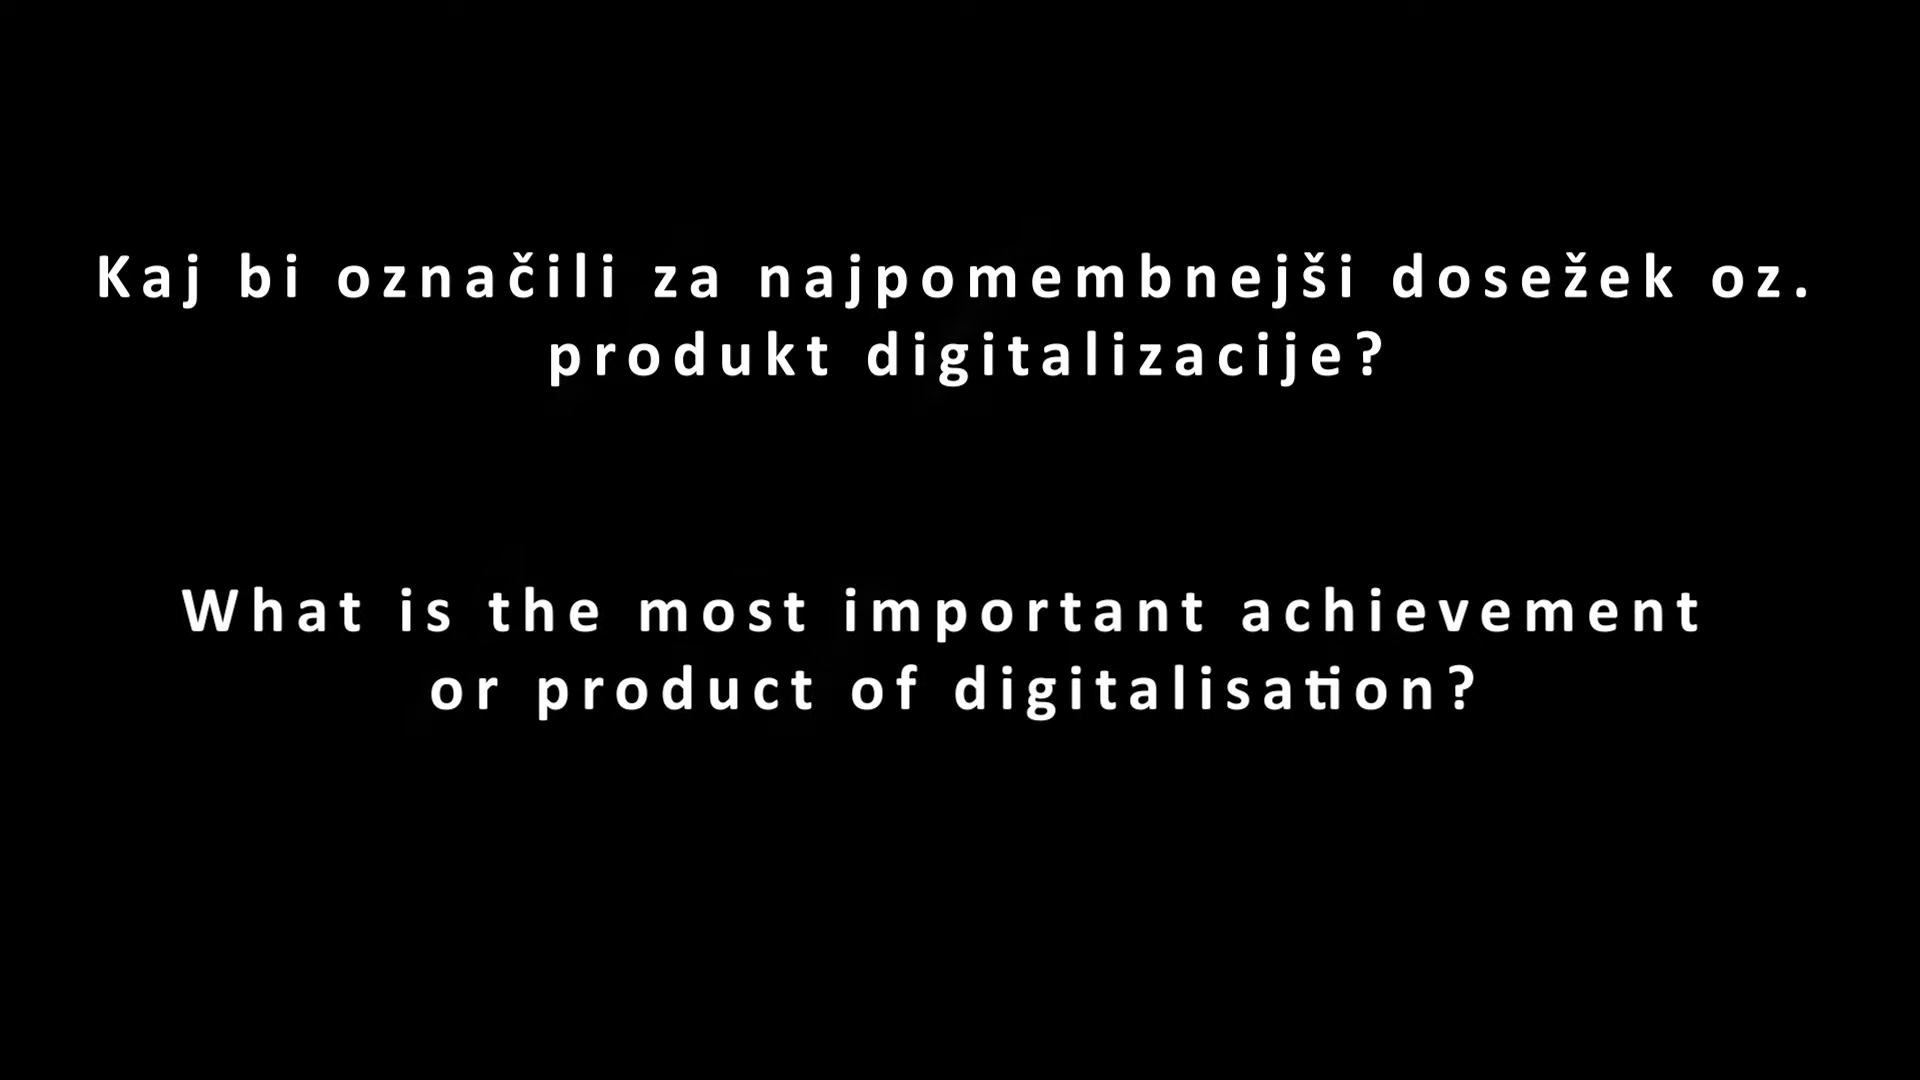 Kaj bi označili za najpomembnejši dosežek oz.
produkt digitalizacije?
What is the most important achievement
or product of digitalisation?